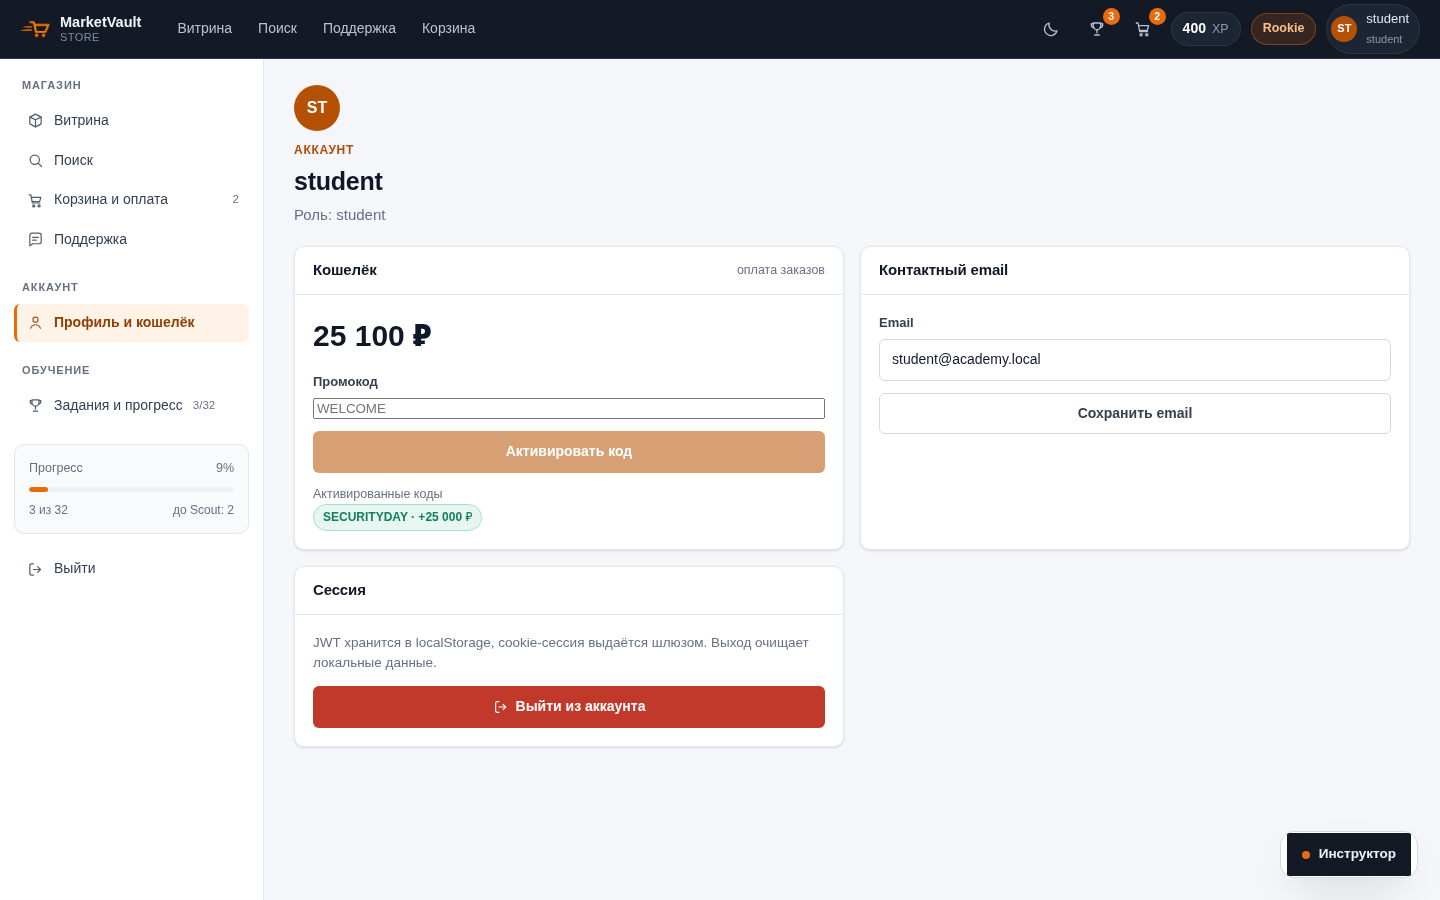 MarketVault
STORE
Витрина
Поиск
Поддержка
Корзина
3
2
400 XP
Rookie
ST
student
student
МАГАЗИН
Витрина
Поиск
Корзина и оплата 2
Поддержка
АККАУНТ
Профиль и кошелёк
ОБУЧЕНИЕ
Задания и прогресс 3/32
Прогресс 9%
3 из 32 до Scout: 2
Выйти
ST
АККАУНТ
student
Роль: student
Кошелёк оплата заказов
25 100 ₽
Промокод
WELCOME
Активировать код
Активированные коды
SECURITYDAY · +25 000 ₽
Контактный email
Email
student@academy.local
Сохранить email
Сессия
JWT хранится в localStorage, cookie-сессия выдаётся шлюзом. Выход очищает
локальные данные.
Выйти из аккаунта
Инструктор